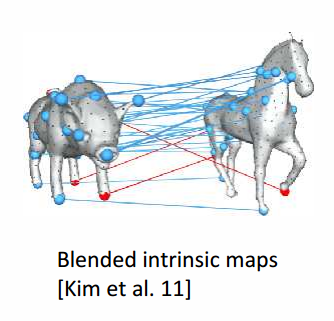 Blended intrinsic maps
[Kim et al. 11]